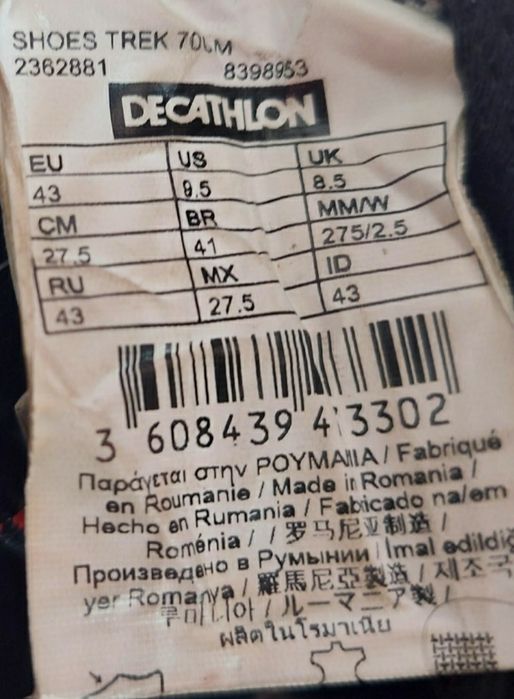 SHOES TREK 700M
2362881 8398953
DECATHLON
EU US UK
43 9.5 8.5
CM BR MM/W
27.5 41 275/2.5
RU MX ID
43 27.5 43
3 608439 413302
Παράγεται στην ΡΟΥΜΑΝΙΑ / Fabriqué
en Roumanie / Made in Romania /
Hecho en Rumania / Fabricado na/em
Roménia / / 罗马尼亚制造 /
Произведено в Румынии / Imal edildiği
yer Romanya / 羅馬尼亞製造 / 제조국
루마니아 / ルーマニア製 /
ผลิตในโรมาเนีย